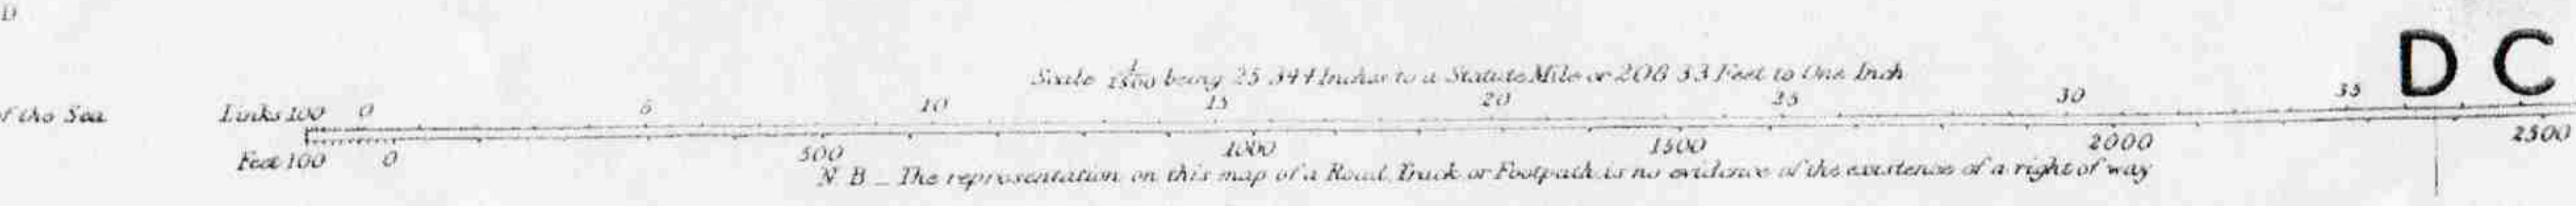 D
Scale 1/2500 being 25 344 Inches to a Statute Mile or 208 33 Feet to One Inch
D C
of the Sea
Links 100 0 5 10 15 20 25 30 35
Feet 100 0 500 1000 1500 2000 2500
N B _ The representation on this map of a Road, Track or Footpath is no evidence of the existence of a right of way